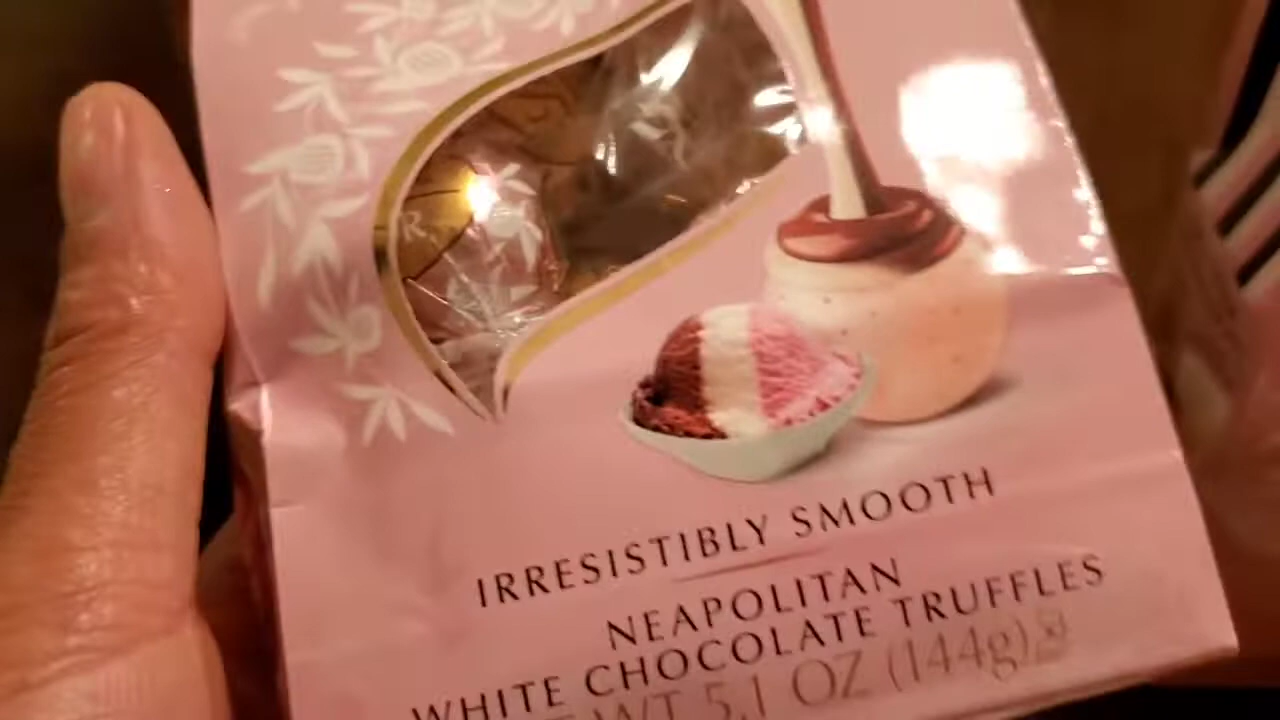 IRRESISTIBLY SMOOTH
NEAPOLITAN
WHITE CHOCOLATE TRUFFLES
WT 5.1 OZ (144g)